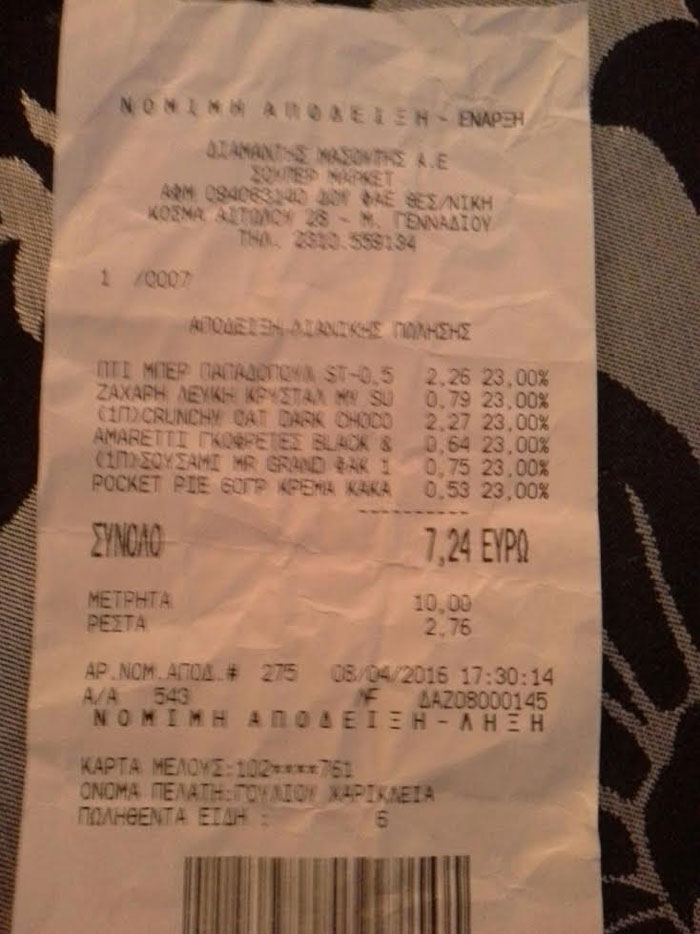 ΝΟΜΙΜΗ ΑΠΟΔΕΙΞΗ - ΕΝΑΡΞΗ
ΔΙΑΜΑΝΤΗΣ ΜΑΣΟΥΤΗΣ Α.Ε
ΣΟΥΠΕΡ ΜΑΡΚΕΤ
ΑΦΜ 094063140 ΔΟΥ ΦΑΕ ΘΕΣ/ΝΙΚΗ
ΚΟΣΜΑ ΑΙΤΩΛΟΥ 28 - Μ. ΓΕΝΝΑΔΙΟΥ
ΤΗΛ. 2310.559134
1 /0007
ΑΠΟΔΕΙΞΗ ΛΙΑΝΙΚΗΣ ΠΩΛΗΣΗΣ
ΠΤΙ ΜΠΕΡ ΠΑΠΑΔΟΠΟΥΛ ST-0,5 2,26 23,00%
ΖΑΧΑΡΗ ΛΕΥΚΗ ΚΡΥΣΤΑΛ MY SU 0,79 23,00%
(1Π)CRUNCHY OAT DARK CHOCO 2,27 23,00%
AMARETTI ΓΚΟΦΡΕΤΕΣ BLACK & 0,64 23,00%
(1Π)ΣΟΥΣΑΜΙ MR GRAND ΦΑΚ 1 0,75 23,00%
POCKET PIE 60ΓΡ ΚΡΕΜΑ ΚΑΚΑ 0,53 23,00%
ΣΥΝΟΛΟ 7,24 ΕΥΡΩ
ΜΕΤΡΗΤΑ 10,00
ΡΕΣΤΑ 2,76
ΑΡ.ΝΟΜ.ΑΠΟΔ.# 275 08/04/2016 17:30:14
Α/Α 543 ΔΑΖ08000145
ΝΟΜΙΜΗ ΑΠΟΔΕΙΞΗ - ΛΗΞΗ
ΚΑΡΤΑ ΜΕΛΟΥΣ:102****761
ΟΝΟΜΑ ΠΕΛΑΤΗ:ΓΟΥΛΙΟΥ ΧΑΡΙΚΛΕΙΑ
ΠΩΛΗΘΕΝΤΑ ΕΙΔΗ : 6